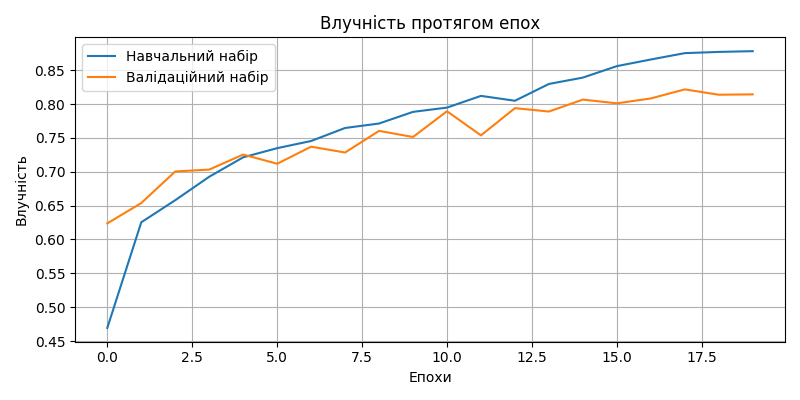 Влучність протягом епох
Навчальний набір
Валідаційний набір
Влучність
0.85
0.80
0.75
0.70
0.65
0.60
0.55
0.50
0.45
0.0 2.5 5.0 7.5 10.0 12.5 15.0 17.5
Епохи